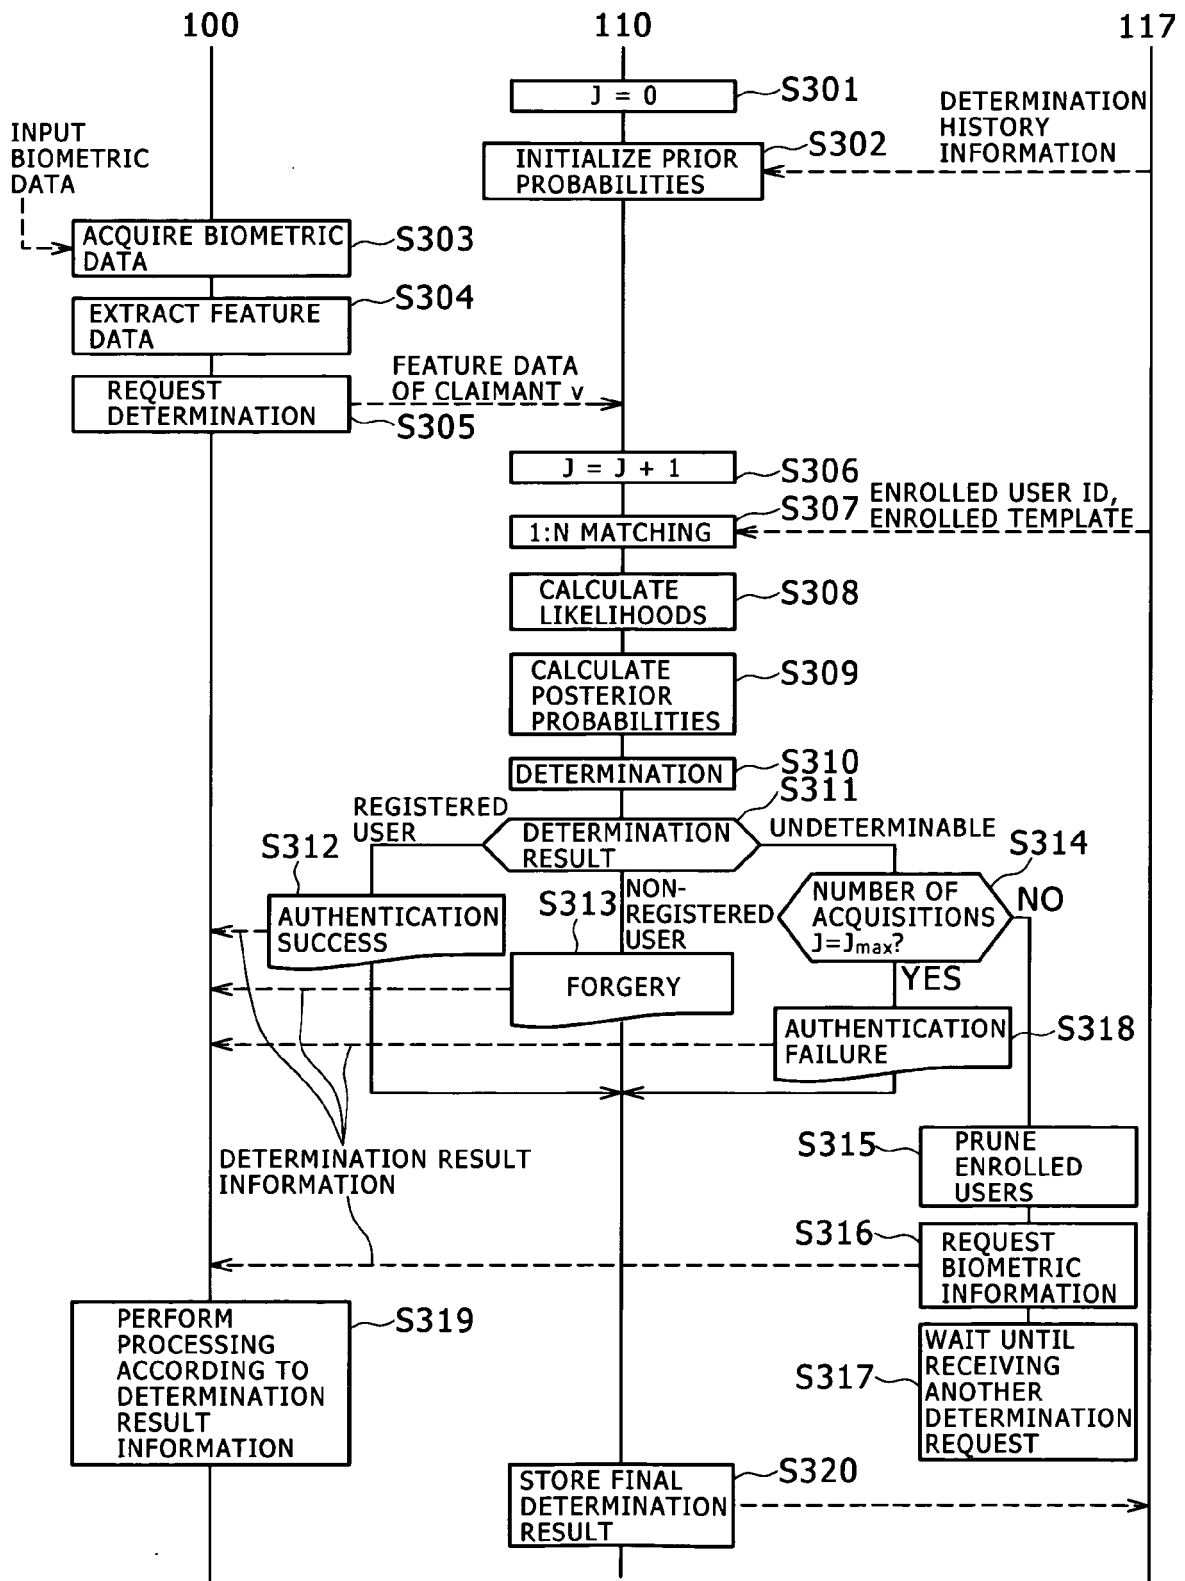 100
110
117
J = 0
S301
DETERMINATION
HISTORY
INFORMATION
INPUT
BIOMETRIC
DATA
INITIALIZE PRIOR
PROBABILITIES
S302
ACQUIRE BIOMETRIC
DATA
S303
EXTRACT FEATURE
DATA
S304
REQUEST
DETERMINATION
S305
FEATURE DATA
OF CLAIMANT v
J = J + 1
S306
1:N MATCHING
S307
ENROLLED USER ID,
ENROLLED TEMPLATE
CALCULATE
LIKELIHOODS
S308
CALCULATE
POSTERIOR
PROBABILITIES
S309
DETERMINATION
S310
S311
REGISTERED
USER
DETERMINATION
RESULT
UNDETERMINABLE
S312
AUTHENTICATION
SUCCESS
S313
NON-
REGISTERED
USER
S314
NUMBER OF
ACQUISITIONS
J=Jmax?
NO
YES
FORGERY
AUTHENTICATION
FAILURE
S318
DETERMINATION RESULT
INFORMATION
S315
PRUNE
ENROLLED
USERS
S316
REQUEST
BIOMETRIC
INFORMATION
S317
WAIT UNTIL
RECEIVING
ANOTHER
DETERMINATION
REQUEST
PERFORM
PROCESSING
ACCORDING TO
DETERMINATION
RESULT
INFORMATION
S319
STORE FINAL
DETERMINATION
RESULT
S320